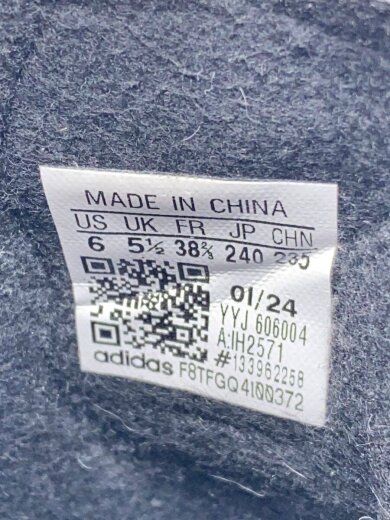 MADE IN CHINA
US UK FR JP CHN
6 5½ 38⅔ 240 235
01/24
YYJ 606004
A:IH2571
#133962258
adidas F8TFGQ4I00372